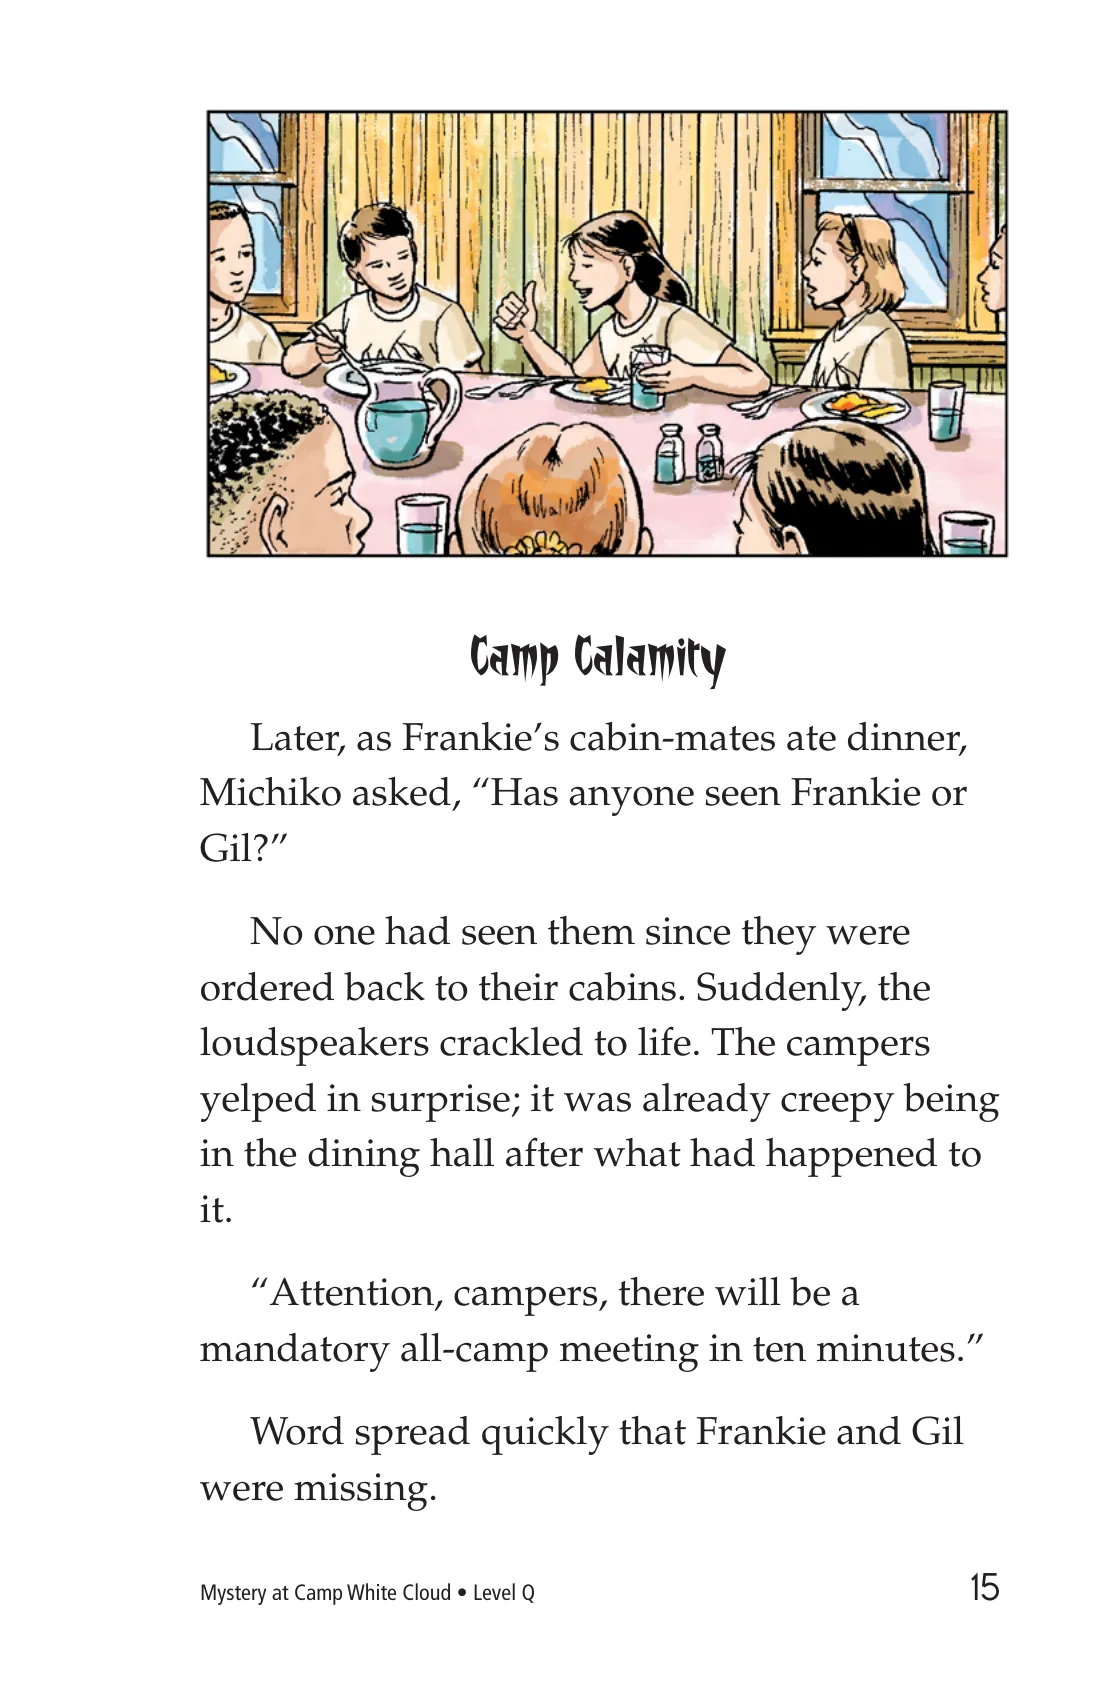 Camp Calamity
Later, as Frankie’s cabin-mates ate dinner,
Michiko asked, “Has anyone seen Frankie or
Gil?”
No one had seen them since they were
ordered back to their cabins. Suddenly, the
loudspeakers crackled to life. The campers
yelped in surprise; it was already creepy being
in the dining hall after what had happened to
it.
“Attention, campers, there will be a
mandatory all-camp meeting in ten minutes.”
Word spread quickly that Frankie and Gil
were missing.
Mystery at Camp White Cloud • Level Q
15